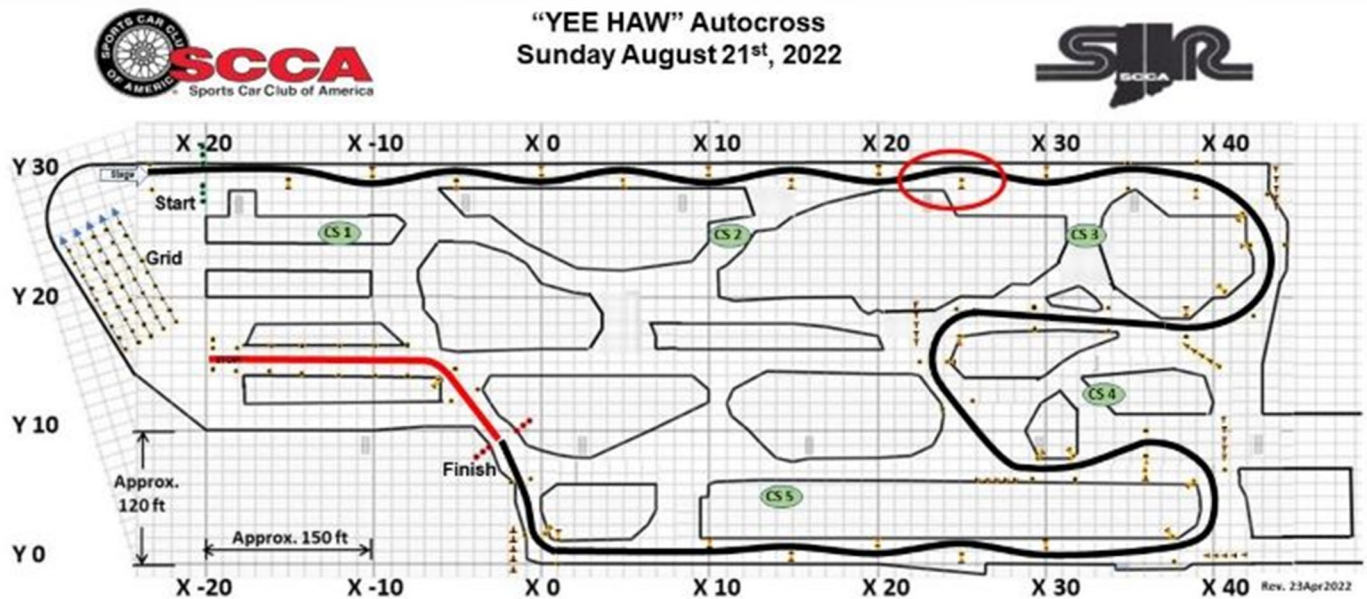 “YEE HAW” Autocross
Sunday August 21st, 2022
SPORTS CAR CLUB
OF AMERICA
SCCA
Sports Car Club of America
SIR
SCCA
X -20 X -10 X 0 X 10 X 20 X 30 X 40
Y 30
Stage
Start
CS 1
CS 2
CS 3
Grid
Y 20
STOP
CS 4
Y 10
Finish
Approx.
120 ft
CS 5
Approx. 150 ft
Y 0
X -20 X -10 X 0 X 10 X 20 X 30 X 40
Rev. 23Apr2022